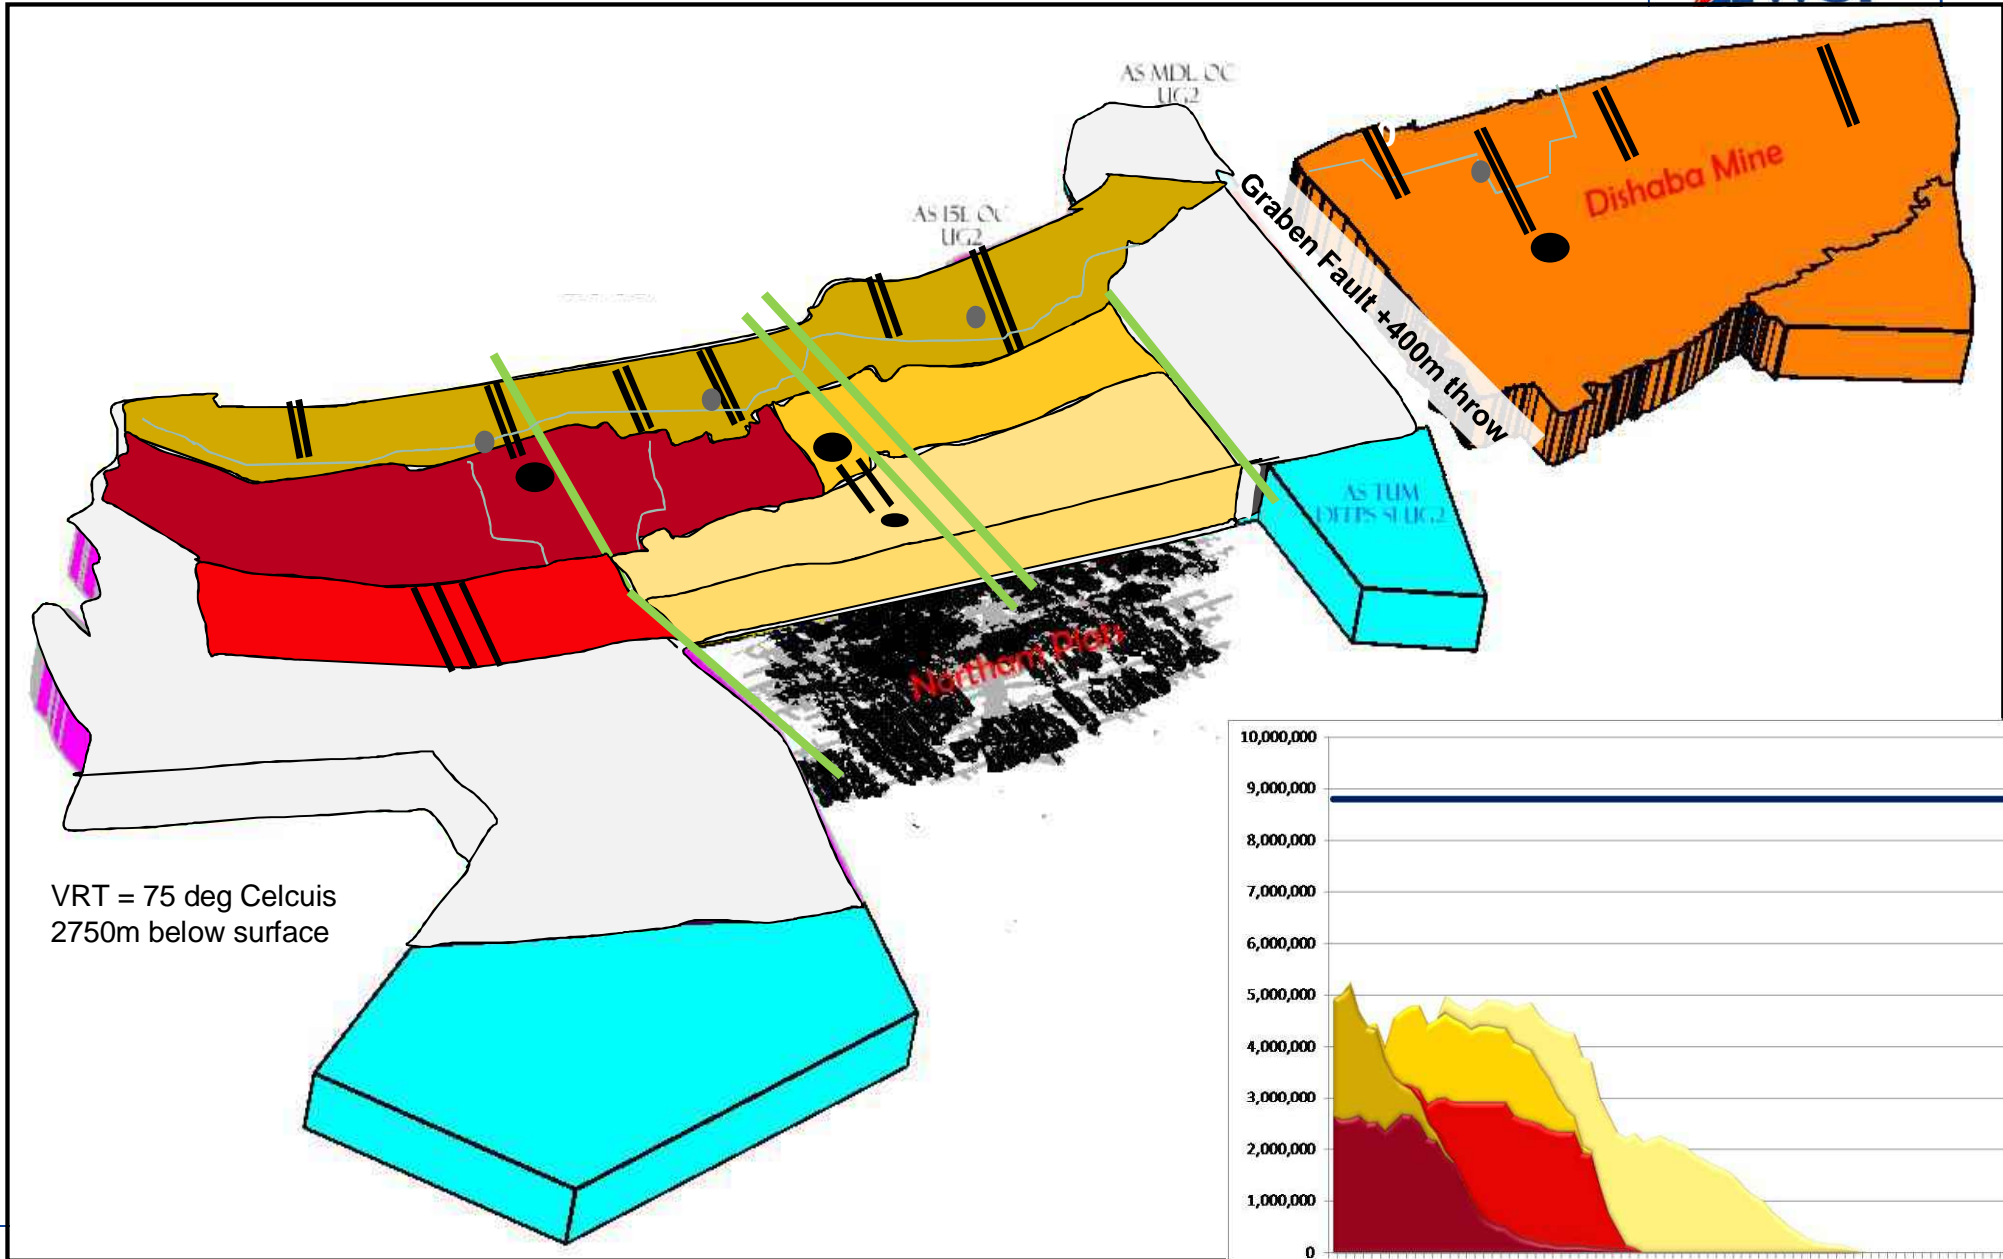 AS MDL OC
UG2
AS 15L OC
UG2
Graben Fault +400m throw
Dishaba Mine
AS TUM
DEEPS SL UG2
Northam Plats
VRT = 75 deg Celcuis
2750m below surface
10,000,000
9,000,000
8,000,000
7,000,000
6,000,000
5,000,000
4,000,000
3,000,000
2,000,000
1,000,000
0